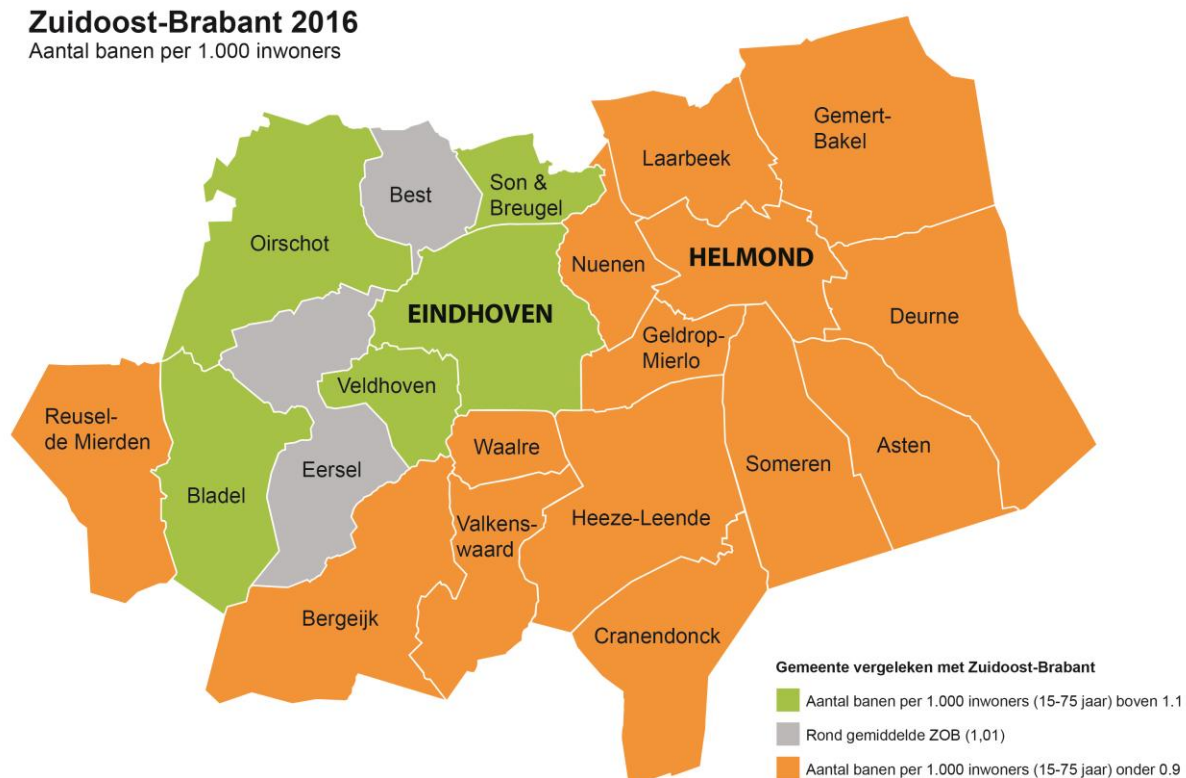 Zuidoost-Brabant 2016
Aantal banen per 1.000 inwoners
Gemert-
Bakel
Laarbeek
Best
Son &
Breugel
Oirschot
Nuenen
HELMOND
EINDHOVEN
Deurne
Geldrop-
Mierlo
Veldhoven
Reusel-
de Mierden
Waalre
Asten
Someren
Eersel
Bladel
Heeze-Leende
Valkens-
waard
Bergeijk
Cranendonck
Gemeente vergeleken met Zuidoost-Brabant
Aantal banen per 1.000 inwoners (15-75 jaar) boven 1.1
Rond gemiddelde ZOB (1,01)
Aantal banen per 1.000 inwoners (15-75 jaar) onder 0.9